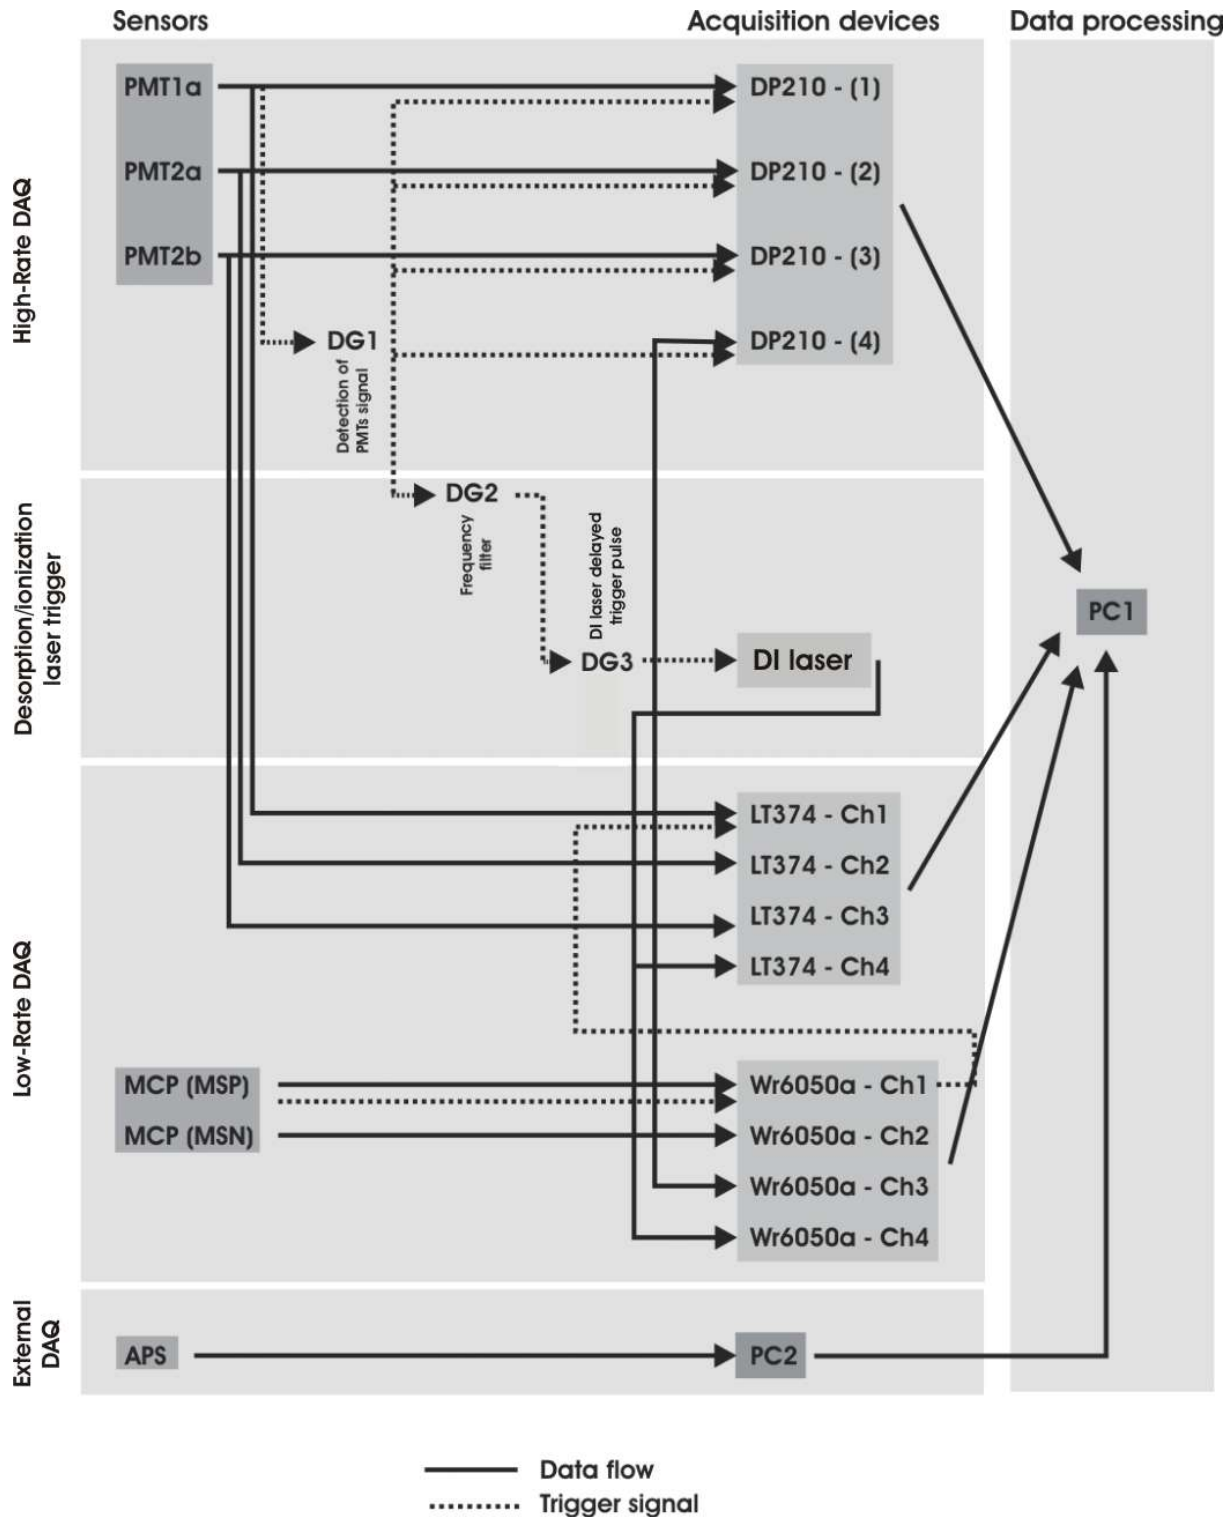 Sensors
Acquisition devices
Data processing
High-Rate DAQ
PMT1a
DP210 - (1)
PMT2a
DP210 - (2)
PMT2b
DP210 - (3)
DG1
DP210 - (4)
Detection of
PMTs signal
Desorption/ionization
laser trigger
DG2
Frequency
filter
DI laser delayed
trigger pulse
DG3
DI laser
PC1
Low-Rate DAQ
LT374 - Ch1
LT374 - Ch2
LT374 - Ch3
LT374 - Ch4
MCP (MSP)
Wr6050a - Ch1
MCP (MSN)
Wr6050a - Ch2
Wr6050a - Ch3
Wr6050a - Ch4
External
DAQ
APS
PC2
Data flow
Trigger signal